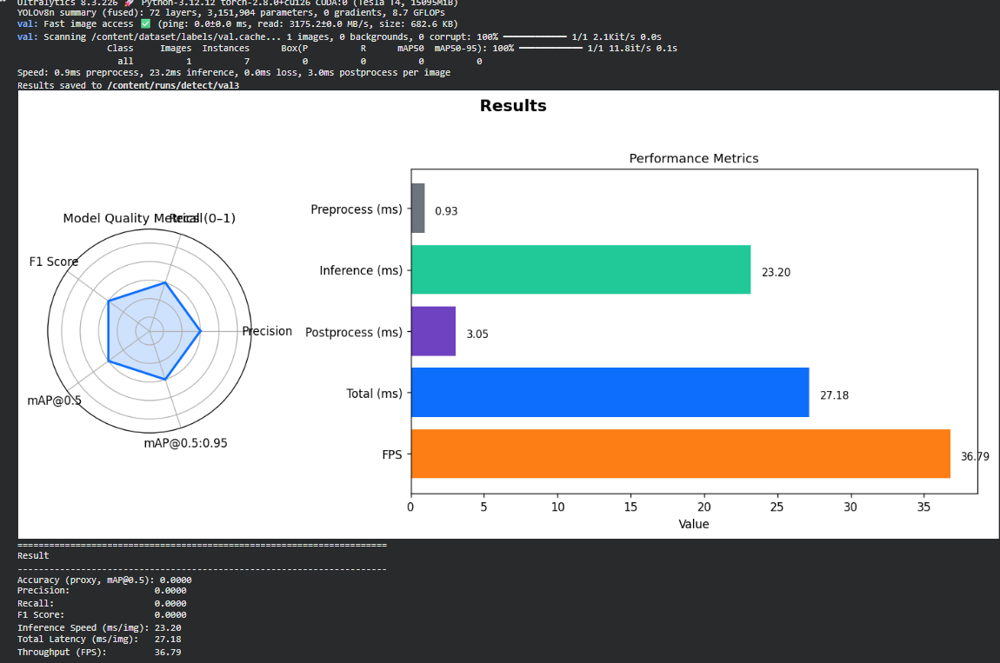 Ultralytics 8.3.226 🚀 Python-3.12.12 torch-2.8.0+cu126 CUDA:0 (Tesla T4, 15095MiB)
YOLOv8n summary (fused): 72 layers, 3,151,904 parameters, 0 gradients, 8.7 GFLOPs
val: Fast image access ✅ (ping: 0.0±0.0 ms, read: 3175.2±0.0 MB/s, size: 682.6 KB)
val: Scanning /content/dataset/labels/val.cache... 1 images, 0 backgrounds, 0 corrupt: 100% ━━━━━━━━━━━━ 1/1 2.1Kit/s 0.0s
Class Images Instances Box(P R mAP50 mAP50-95): 100% ━━━━━━━━━━━━ 1/1 11.8it/s 0.1s
all 1 7 0 0 0 0
Speed: 0.9ms preprocess, 23.2ms inference, 0.0ms loss, 3.0ms postprocess per image
Results saved to /content/runs/detect/val3
Results
Model Quality Metrics (0–1)
Recall
F1 Score
Precision
mAP@0.5
mAP@0.5:0.95
Performance Metrics
Preprocess (ms) 0.93
Inference (ms) 23.20
Postprocess (ms) 3.05
Total (ms) 27.18
FPS 36.79
0 5 10 15 20 25 30 35
Value
======================================================================
Result
----------------------------------------------------------------------
Accuracy (proxy, mAP@0.5): 0.0000
Precision: 0.0000
Recall: 0.0000
F1 Score: 0.0000
Inference Speed (ms/img): 23.20
Total Latency (ms/img): 27.18
Throughput (FPS): 36.79